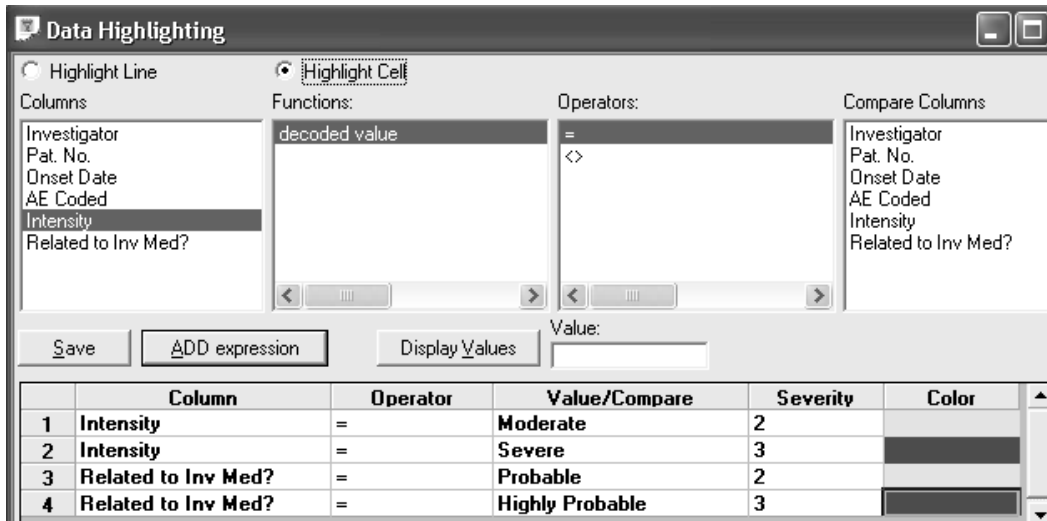 Data Highlighting
Highlight Line Highlight Cell
Columns Functions: Operators: Compare Columns
Investigator decoded value = Investigator
Pat. No. <> Pat. No.
Onset Date Onset Date
AE Coded AE Coded
Intensity Intensity
Related to Inv Med? Related to Inv Med?
Value:
Save ADD expression Display Values
Column Operator Value/Compare Severity Color
1 Intensity = Moderate 2
2 Intensity = Severe 3
3 Related to Inv Med? = Probable 2
4 Related to Inv Med? = Highly Probable 3